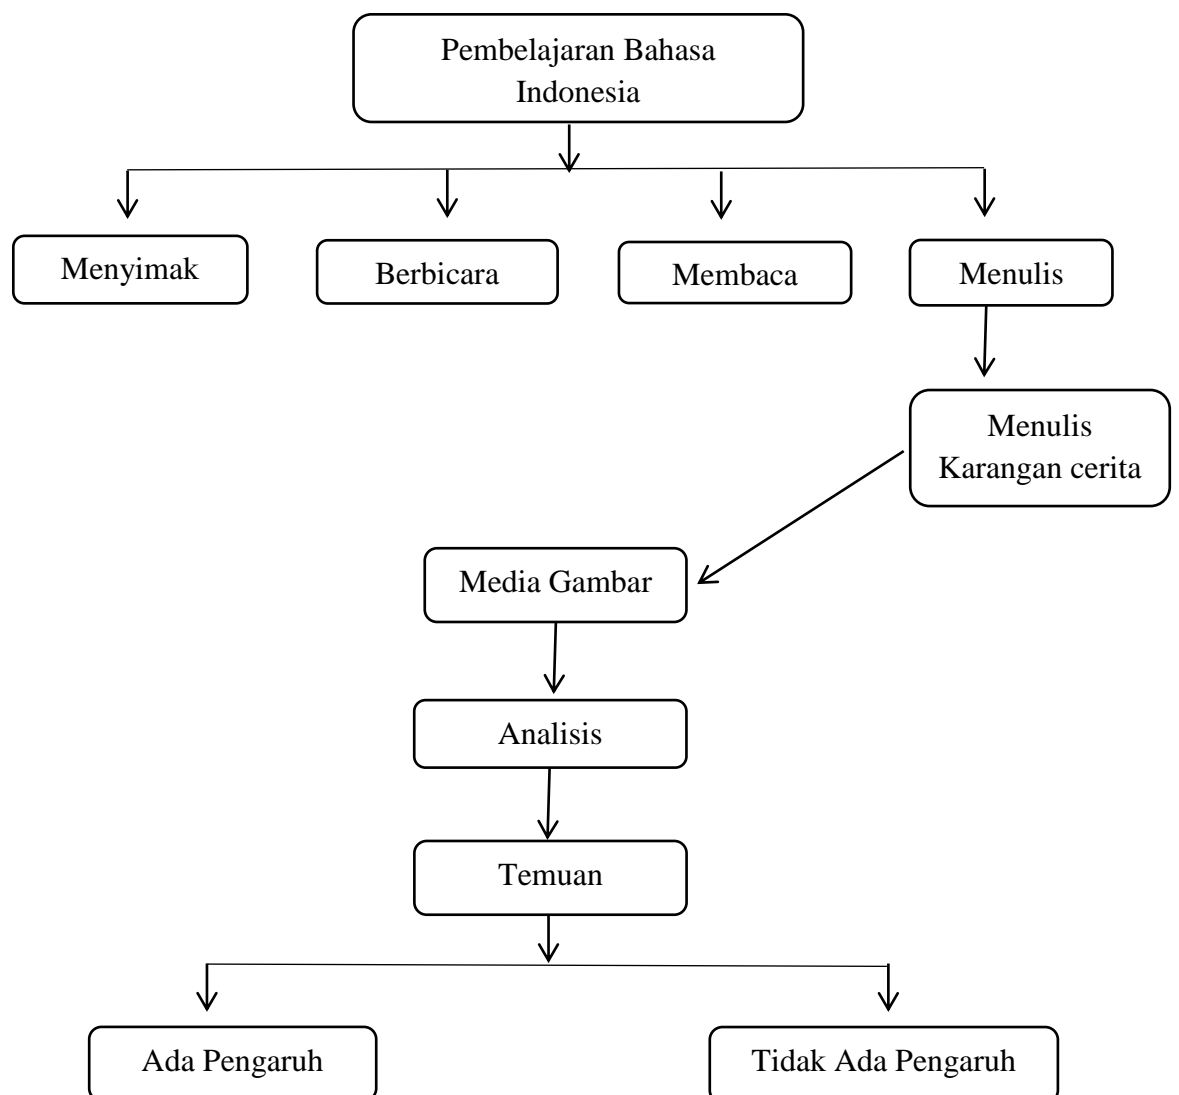 Pembelajaran Bahasa
Indonesia
Menyimak
Berbicara
Membaca
Menulis
Menulis
Karangan cerita
Media Gambar
Analisis
Temuan
Ada Pengaruh
Tidak Ada Pengaruh